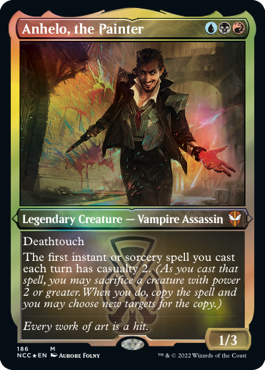 Anhelo, the Painter
Legendary Creature — Vampire Assassin
Deathtouch
The first instant or sorcery spell you cast
each turn has casualty 2. (As you cast that
spell, you may sacrifice a creature with power
2 or greater. When you do, copy the spell and
you may choose new targets for the copy.)
Every work of art is a hit.
1/3
186 M
NCC ★ EN Aurore Folny
™ & © 2022 Wizards of the Coast